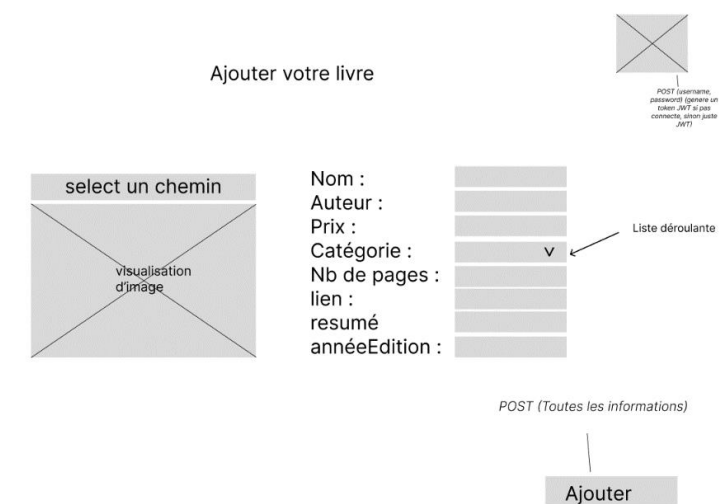 Ajouter votre livre
POST (username,
password) (genere un
token JWT si pas
connecte, sinon juste
JWT)
select un chemin
visualisation
d'image
Nom :
Auteur :
Prix :
Catégorie :
V
Liste déroulante
Nb de pages :
lien :
resumé
annéeEdition :
POST (Toutes les informations)
Ajouter